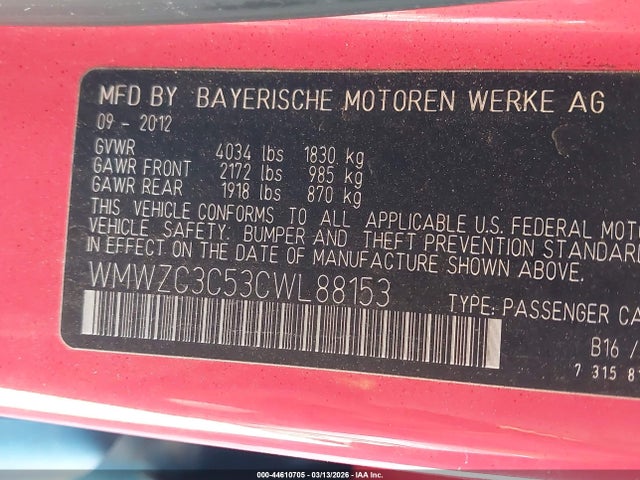 MFD BY BAYERISCHE MOTOREN WERKE AG
09 - 2012
GVWR 4034 lbs 1830 kg
GAWR FRONT 2172 lbs 985 kg
GAWR REAR 1918 lbs 870 kg
THIS VEHICLE CONFORMS TO ALL APPLICABLE U.S. FEDERAL MOTO
VEHICLE SAFETY, BUMPER AND THEFT PREVENTION STANDARD
IN EFFECT ON THE DATE OF MANUFACTURE SHOWN ABOVE.
WMWZC3C53CWL88153 TYPE: PASSENGER CA
B16 /
7 315 81
000-44610705 - 03/13/2026 - IAA Inc.